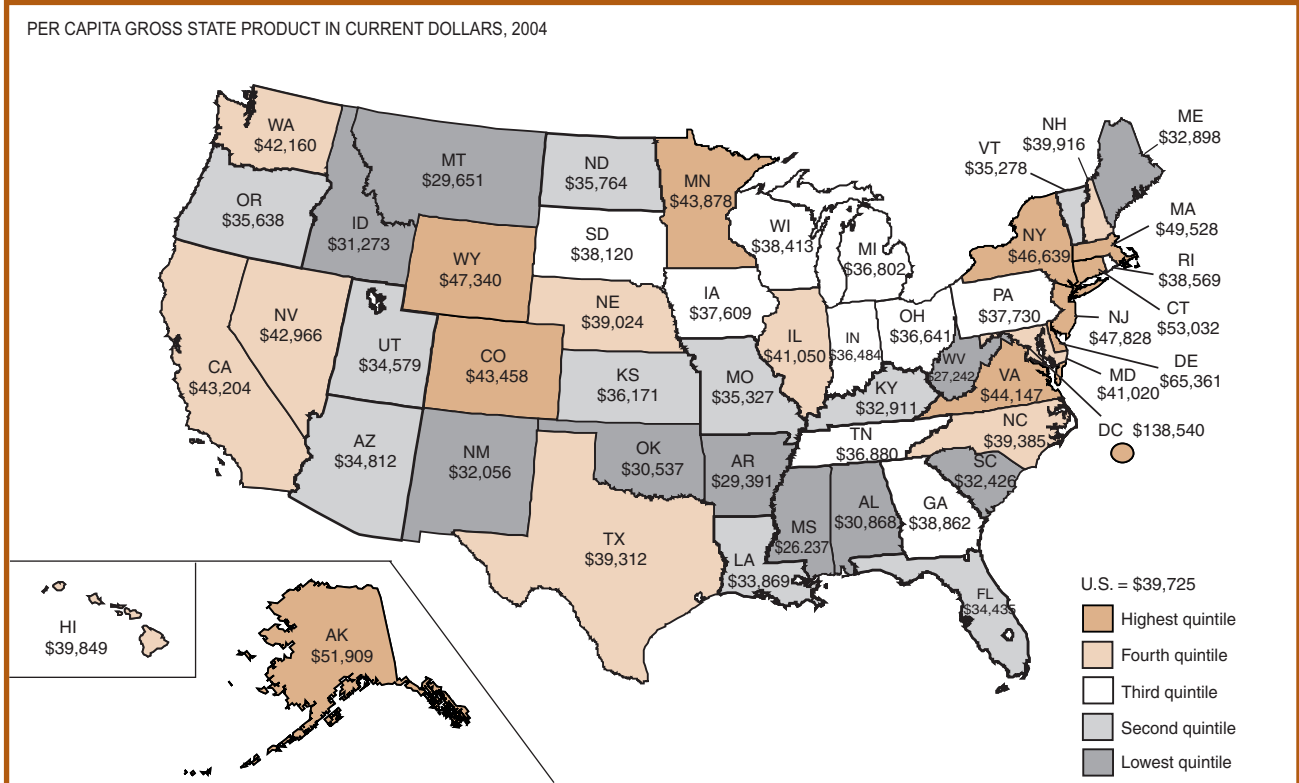 PER CAPITA GROSS STATE PRODUCT IN CURRENT DOLLARS, 2004
WA
$42,160
OR
$35,638
CA
$43,204
NV
$42,966
ID
$31,273
MT
$29,651
WY
$47,340
UT
$34,579
AZ
$34,812
CO
$43,458
NM
$32,056
ND
$35,764
SD
$38,120
NE
$39,024
KS
$36,171
OK
$30,537
TX
$39,312
MN
$43,878
IA
$37,609
MO
$35,327
AR
$29,391
LA
$33,869
WI
$38,413
IL
$41,050
MI
$36,802
IN
$36,484
OH
$36,641
KY
$32,911
TN
$36,880
MS
$26.237
AL
$30,868
GA
$38,862
FL
$34,435
SC
$32,426
NC
$39,385
VA
$44,147
WV
$27,242
PA
$37,730
NY
$46,639
VT
$35,278
NH
$39,916
ME
$32,898
MA
$49,528
RI
$38,569
CT
$53,032
NJ
$47,828
DE
$65,361
MD
$41,020
DC $138,540
HI
$39,849
AK
$51,909
U.S. = $39,725
Highest quintile
Fourth quintile
Third quintile
Second quintile
Lowest quintile